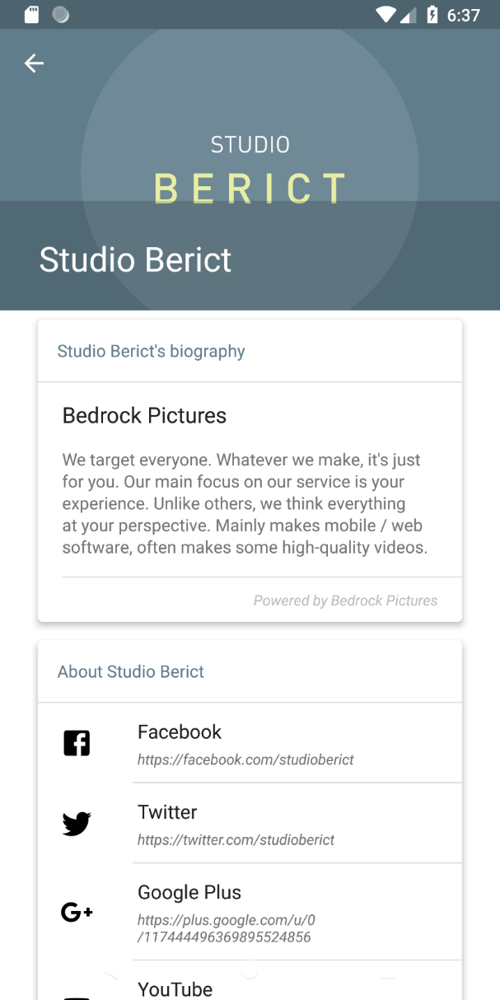 6:37
STUDIO
BERICT
Studio Berict
Studio Berict's biography
Bedrock Pictures
We target everyone. Whatever we make, it's just
for you. Our main focus on our service is your
experience. Unlike others, we think everything
at your perspective. Mainly makes mobile / web
software, often makes some high-quality videos.
Powered by Bedrock Pictures
About Studio Berict
Facebook
https://facebook.com/studioberict
Twitter
https://twitter.com/studioberict
G+
Google Plus
https://plus.google.com/u/0
/117444496369895524856
YouTube